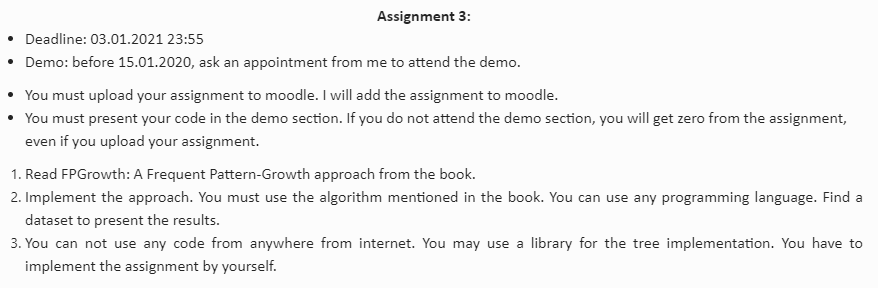 Assignment 3:
• Deadline: 03.01.2021 23:55
• Demo: before 15.01.2020, ask an appointment from me to attend the demo.
• You must upload your assignment to moodle. I will add the assignment to moodle.
• You must present your code in the demo section. If you do not attend the demo section, you will get zero from the assignment,
even if you upload your assignment.
1. Read FPGrowth: A Frequent Pattern-Growth approach from the book.
2. Implement the approach. You must use the algorithm mentioned in the book. You can use any programming language. Find a
dataset to present the results.
3. You can not use any code from anywhere from internet. You may use a library for the tree implementation. You have to
implement the assignment by yourself.